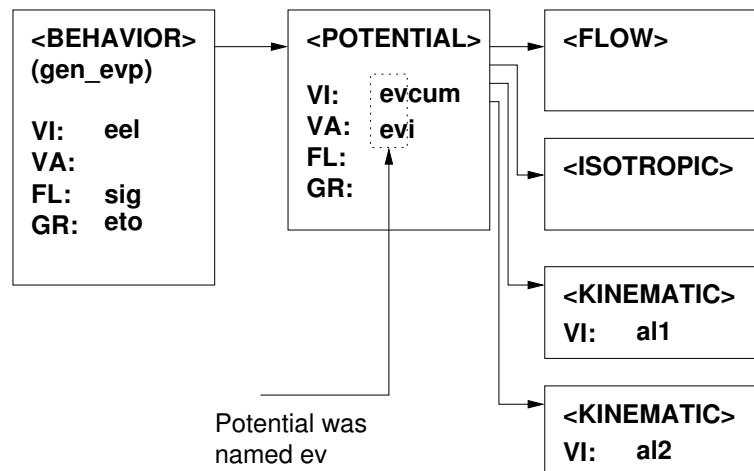 <BEHAVIOR>
(gen_evp)
VI: eel
VA:
FL: sig
GR: eto
<POTENTIAL>
VI: evcum
VA: evi
FL:
GR:
<FLOW>
<ISOTROPIC>
<KINEMATIC>
VI: al1
<KINEMATIC>
VI: al2
Potential was
named ev